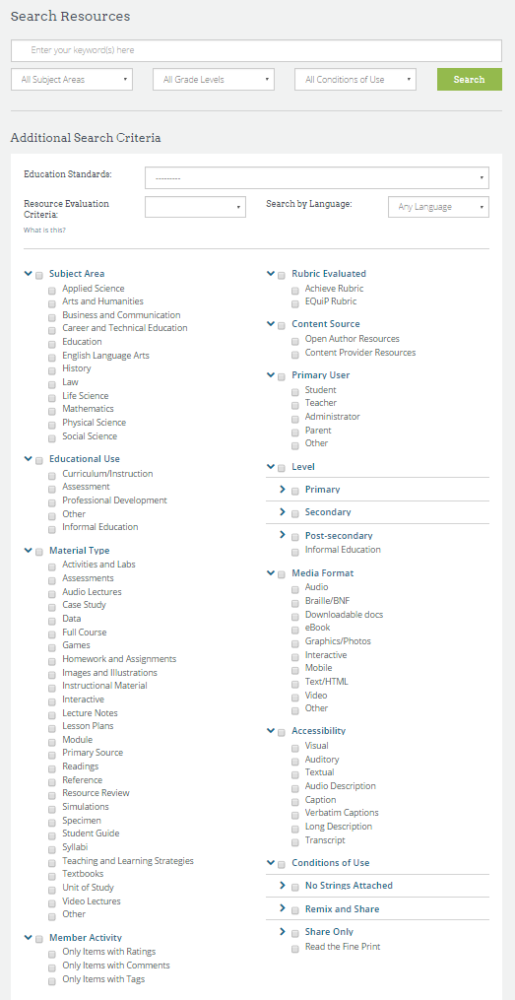 Search Resources
Enter your keyword(s) here
All Subject Areas
All Grade Levels
All Conditions of Use
Search
Additional Search Criteria
Education Standards:
---------
Resource Evaluation
Criteria:
Search by Language:
Any Language
What is this?
Subject Area
Applied Science
Arts and Humanities
Business and Communication
Career and Technical Education
Education
English Language Arts
History
Law
Life Science
Mathematics
Physical Science
Social Science
Educational Use
Curriculum/Instruction
Assessment
Professional Development
Other
Informal Education
Material Type
Activities and Labs
Assessments
Audio Lectures
Case Study
Data
Full Course
Games
Homework and Assignments
Images and Illustrations
Instructional Material
Interactive
Lecture Notes
Lesson Plans
Module
Primary Source
Readings
Reference
Resource Review
Simulations
Specimen
Student Guide
Syllabi
Teaching and Learning Strategies
Textbooks
Unit of Study
Video Lectures
Other
Member Activity
Only Items with Ratings
Only Items with Comments
Only Items with Tags
Rubric Evaluated
Achieve Rubric
EQuiP Rubric
Content Source
Open Author Resources
Content Provider Resources
Primary User
Student
Teacher
Administrator
Parent
Other
Level
Primary
Secondary
Post-secondary
Informal Education
Media Format
Audio
Braille/BNF
Downloadable docs
eBook
Graphics/Photos
Interactive
Mobile
Text/HTML
Video
Other
Accessibility
Visual
Auditory
Textual
Audio Description
Caption
Verbatim Captions
Long Description
Transcript
Conditions of Use
No Strings Attached
Remix and Share
Share Only
Read the Fine Print